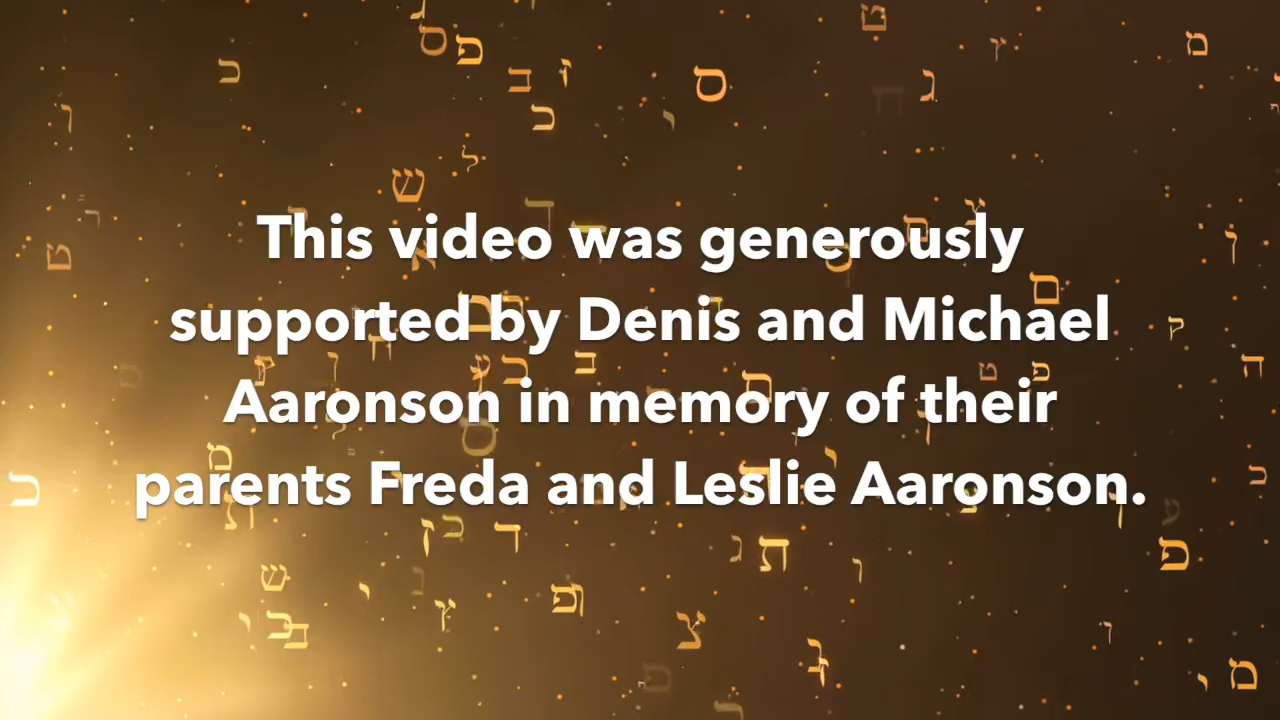 This video was generously
supported by Denis and Michael
Aaronson in memory of their
parents Freda and Leslie Aaronson.